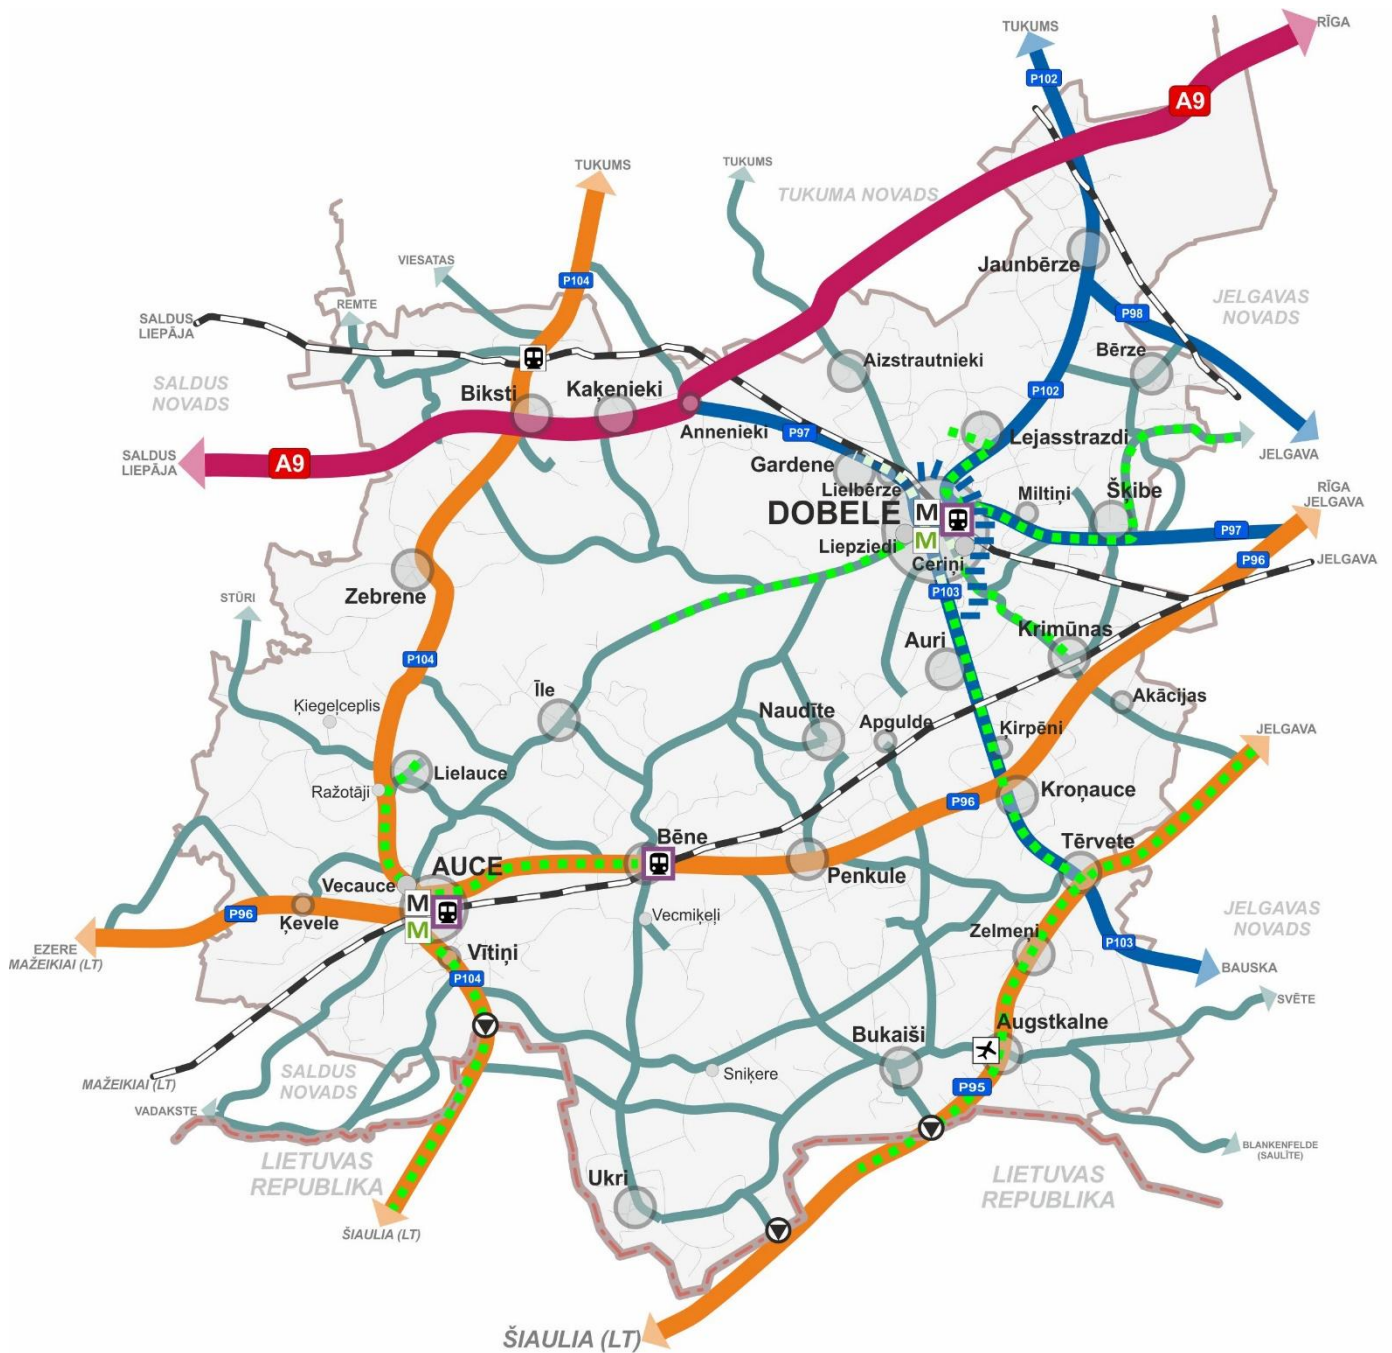 RĪGA
TUKUMS
P102
A9
TUKUMS
TUKUMS
TUKUMA NOVADS
VIESATAS
P104
Jaunbērze
REMTE
JELGAVAS
NOVADS
SALDUS
LIEPĀJA
P98
Bērze
Aizstrautnieki
SALDUS
NOVADS
Biksti
Kaķenieki
P102
Annenieki
P97
Lejasstrazdi
JELGAVA
SALDUS
LIEPĀJA
A9
Gardene
Lielbērze
Miltiņi
Šķibe
RĪGA
JELGAVA
DOBELE
M
M
Liepziedi
Ceriņi
P97
P96
JELGAVA
Zebrene
STŪRI
P103
Auri
Krimūnas
P104
Īle
Akācijas
Ķiegeļceplis
Naudīte
Apgulde
Ķirpēni
JELGAVA
Lielauce
Ražotāji
Kroņauce
P96
Bēne
Tērvete
AUCE
Penkule
Vecauce
M
M
P96
Ķevele
Vecmiķeļi
JELGAVAS
NOVADS
Zelmeņi
P103
EZERE
MAŽEIKIAI (LT)
Vītiņi
P104
BAUSKA
SVĒTE
Augstkalne
Bukaiši
MAŽEIKIAI (LT)
SALDUS
NOVADS
Sniķere
P95
VADAKSTE
BLANKENFELDE
(SAULĪTE)
LIETUVAS
REPUBLIKA
Ukri
LIETUVAS
REPUBLIKA
ŠIAULIA (LT)
ŠIAULIA (LT)